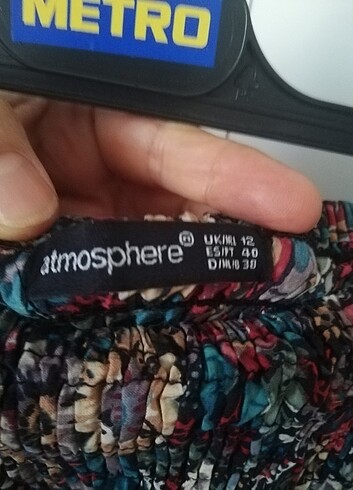 METRO
atmosphere®
UK/IRL 12
ES/PT 40
D/NL/B 38